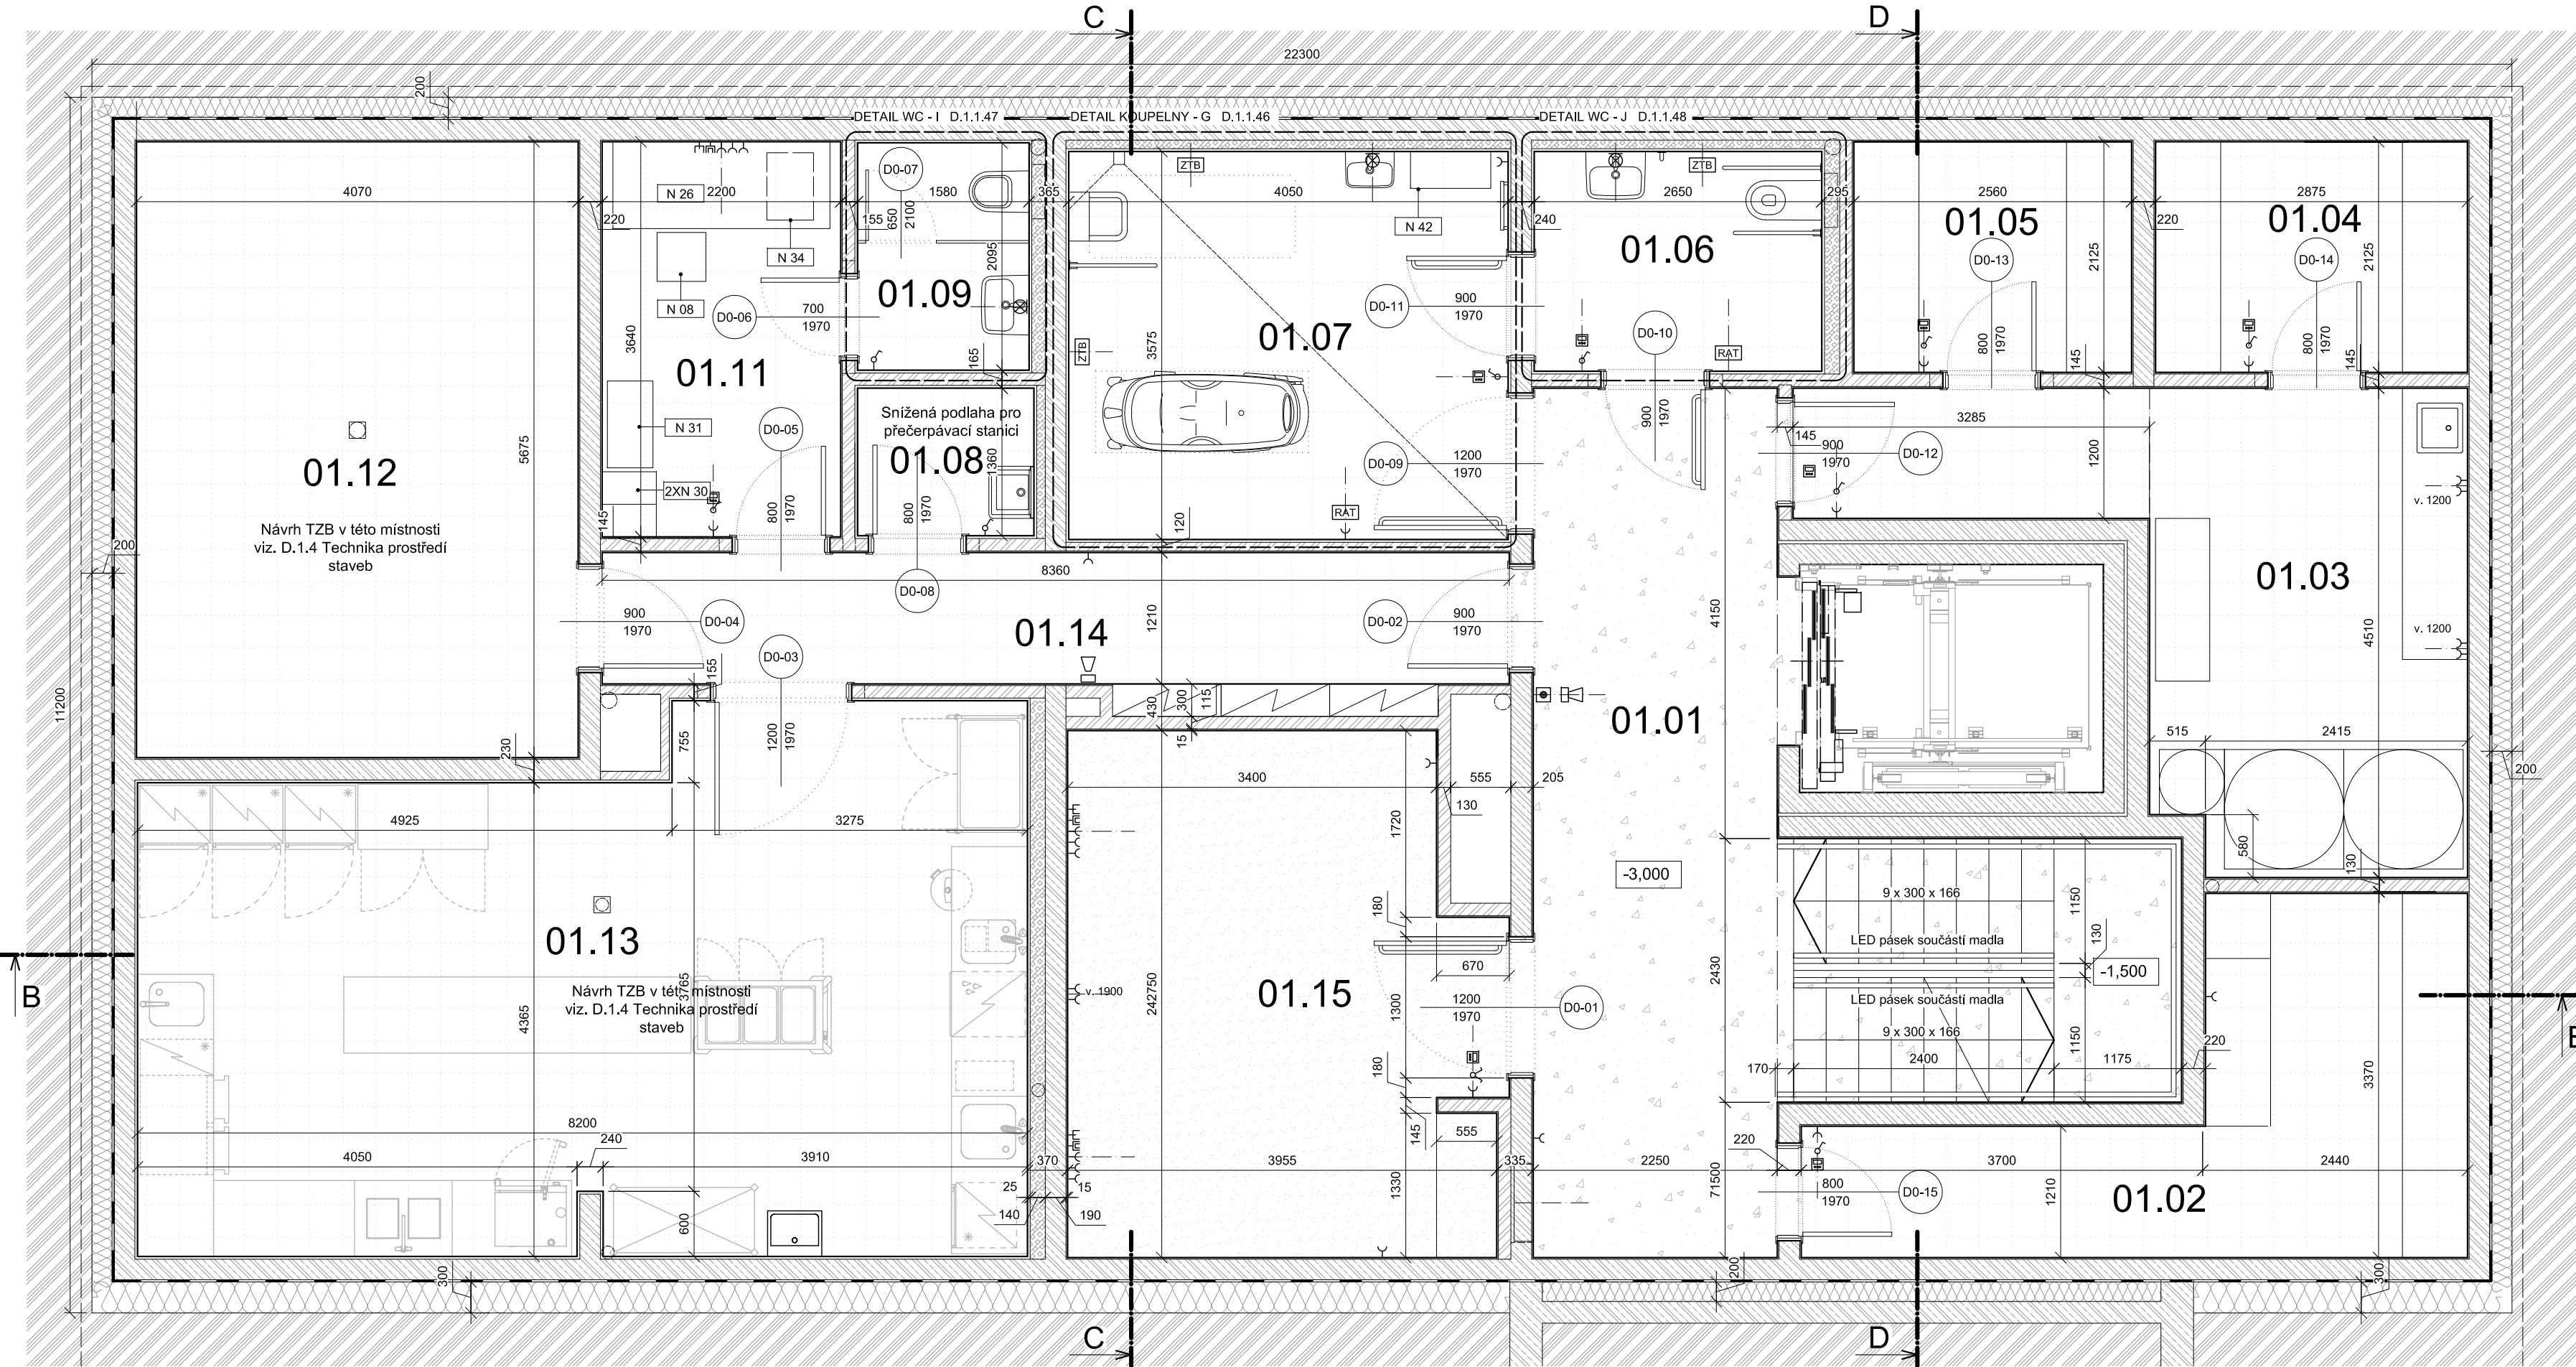 C
D
22300
200
DETAIL WC - I   D.1.1.47
DETAIL KOUPELNY - G   D.1.1.46
DETAIL WC - J   D.1.1.48
4070
220
N 26
2200
N 34
N 08
155
D0-07
650
2100
1580
365
2095
ZTB
4050
N 42
240
ZTB
2650
295
2560
01.05
220
2875
01.04
01.06
D0-13
D0-14
2125
2125
01.09
D0-06
700
1970
D0-11
900
1970
01.07
3575
ZTB
D0-10
RAT
800
1970
145
800
1970
145
3640
01.11
165
900
1970
N 31
D0-05
Snížená podlaha pro
přečerpávací stanici
01.08
1360
3285
145
900
1970
D0-12
1200
5675
01.12
D0-09
1200
1970
2XN 30
v. 1200
145
800
1970
800
1970
120
RAT
Návrh TZB v této místnosti
viz. D.1.4 Technika prostředí
staveb
200
8360
D0-08
01.03
900
1970
D0-04
01.14
1210
D0-02
900
1970
4150
v. 1200
4510
D0-03
155
11200
430
300
115
15
01.01
755
1200
1970
230
515
2415
200
3400
555
205
130
4925
3275
1720
580
130
-3,000
9 x 300 x 166
1150
180
01.13
LED pásek součástí madla
130
670
-1,500
B
Návrh TZB v této místnosti
viz. D.1.4 Technika prostředí
staveb
3765
4365
v. 1900
242750
01.15
1300
1200
1970
D0-01
2430
LED pásek součástí madla
9 x 300 x 166
1150
220
2400
1175
170
180
3370
8200
240
145
555
220
4050
3910
370
3955
335
2250
3700
2440
25
15
140
190
1330
71500
800
1970
D0-15
1210
01.02
600
300
200
300
C
D